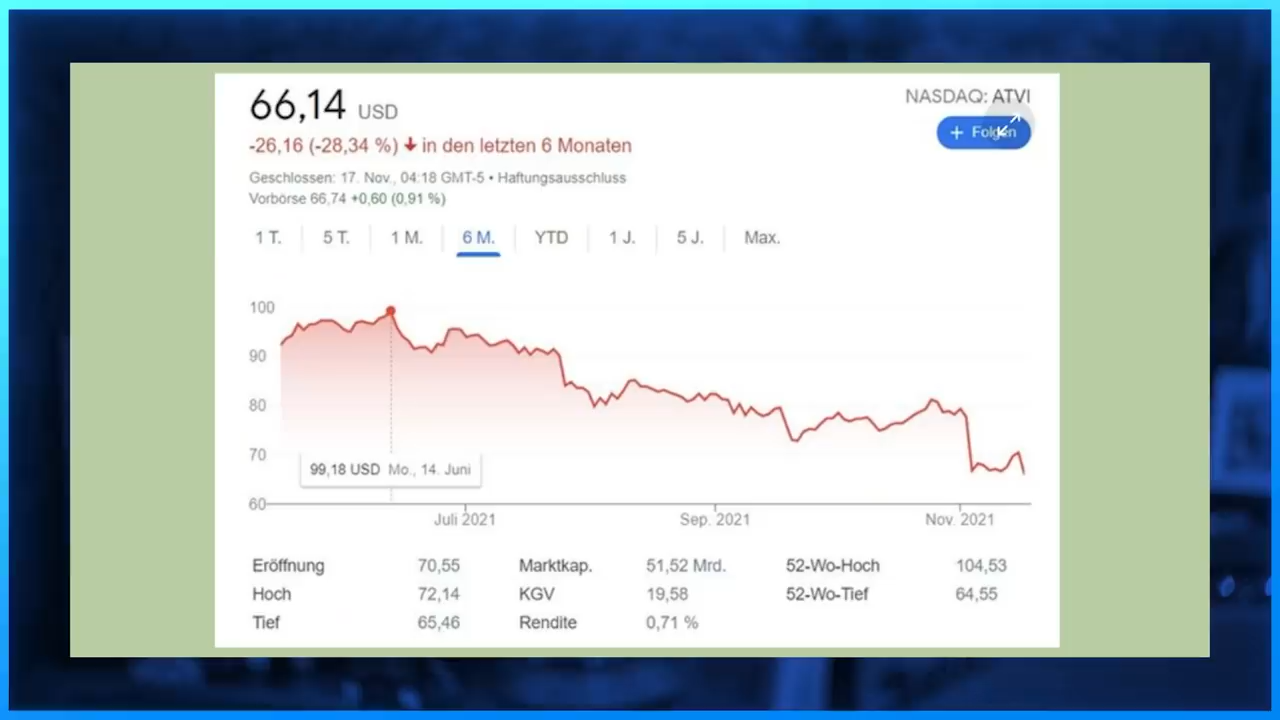 66,14 USD
NASDAQ: ATVI
+ Folgen
-26,16 (-28,34 %) ↓ in den letzten 6 Monaten
Geschlossen: 17. Nov., 04:18 GMT-5 • Haftungsausschluss
Vorbörse 66,74 +0,60 (0,91 %)
1 T. 5 T. 1 M. 6 M. YTD 1 J. 5 J. Max.
100
90
80
70
60
99,18 USD Mo., 14. Juni
Juli 2021 Sep. 2021 Nov. 2021
Eröffnung 70,55 Marktkap. 51,52 Mrd. 52-Wo-Hoch 104,53
Hoch 72,14 KGV 19,58 52-Wo-Tief 64,55
Tief 65,46 Rendite 0,71 %